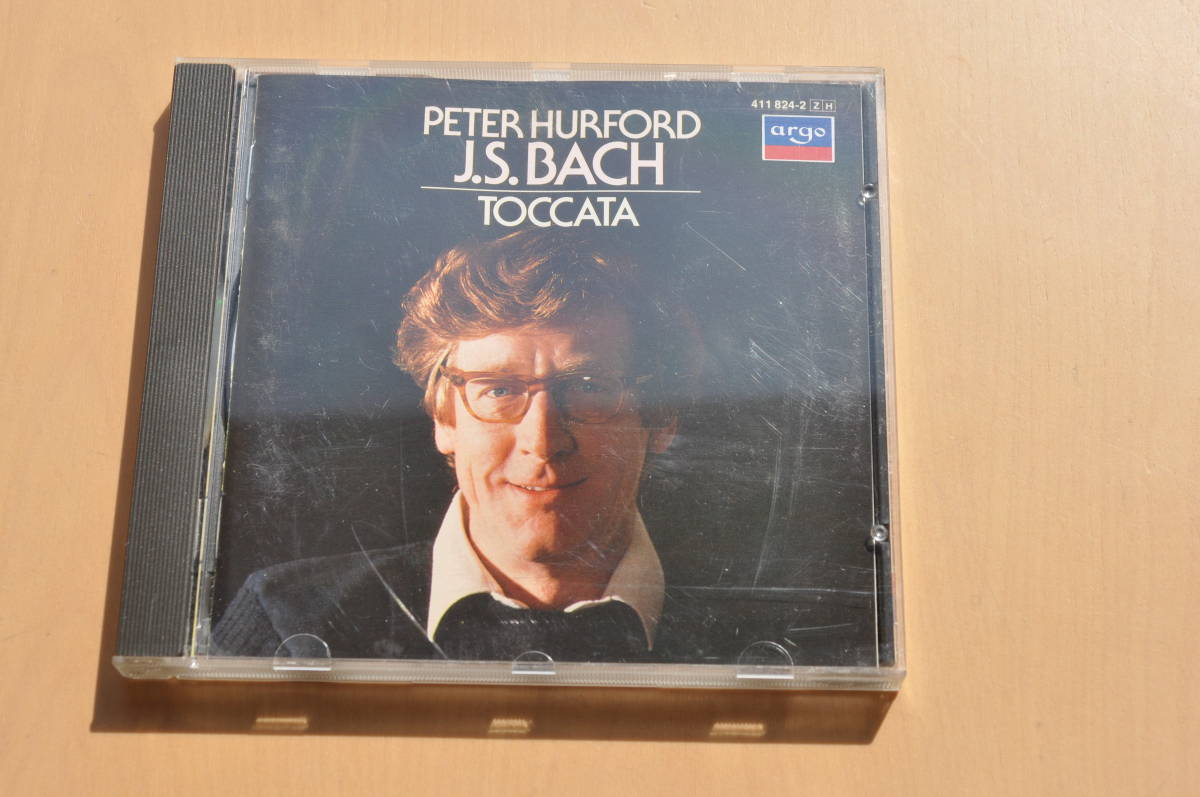 411 824-2 ZH
argo
PETER HURFORD
J.S. BACH
TOCCATA